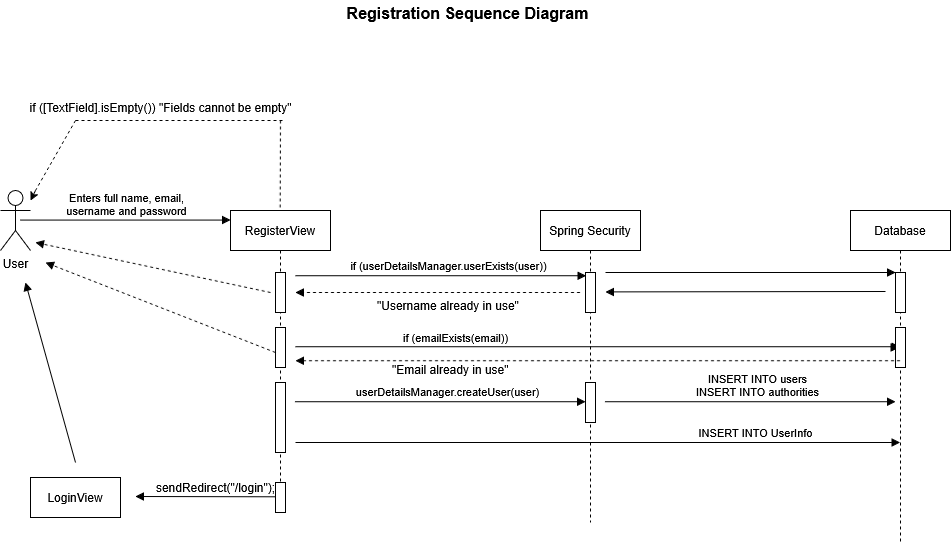 Registration Sequence Diagram
if ([TextField].isEmpty()) "Fields cannot be empty"
Enters full name, email,
username and password
User
RegisterView
Spring Security
Database
if (userDetailsManager.userExists(user))
"Username already in use"
if (emailExists(email))
"Email already in use"
userDetailsManager.createUser(user)
INSERT INTO users
INSERT INTO authorities
INSERT INTO UserInfo
sendRedirect("/login");
LoginView